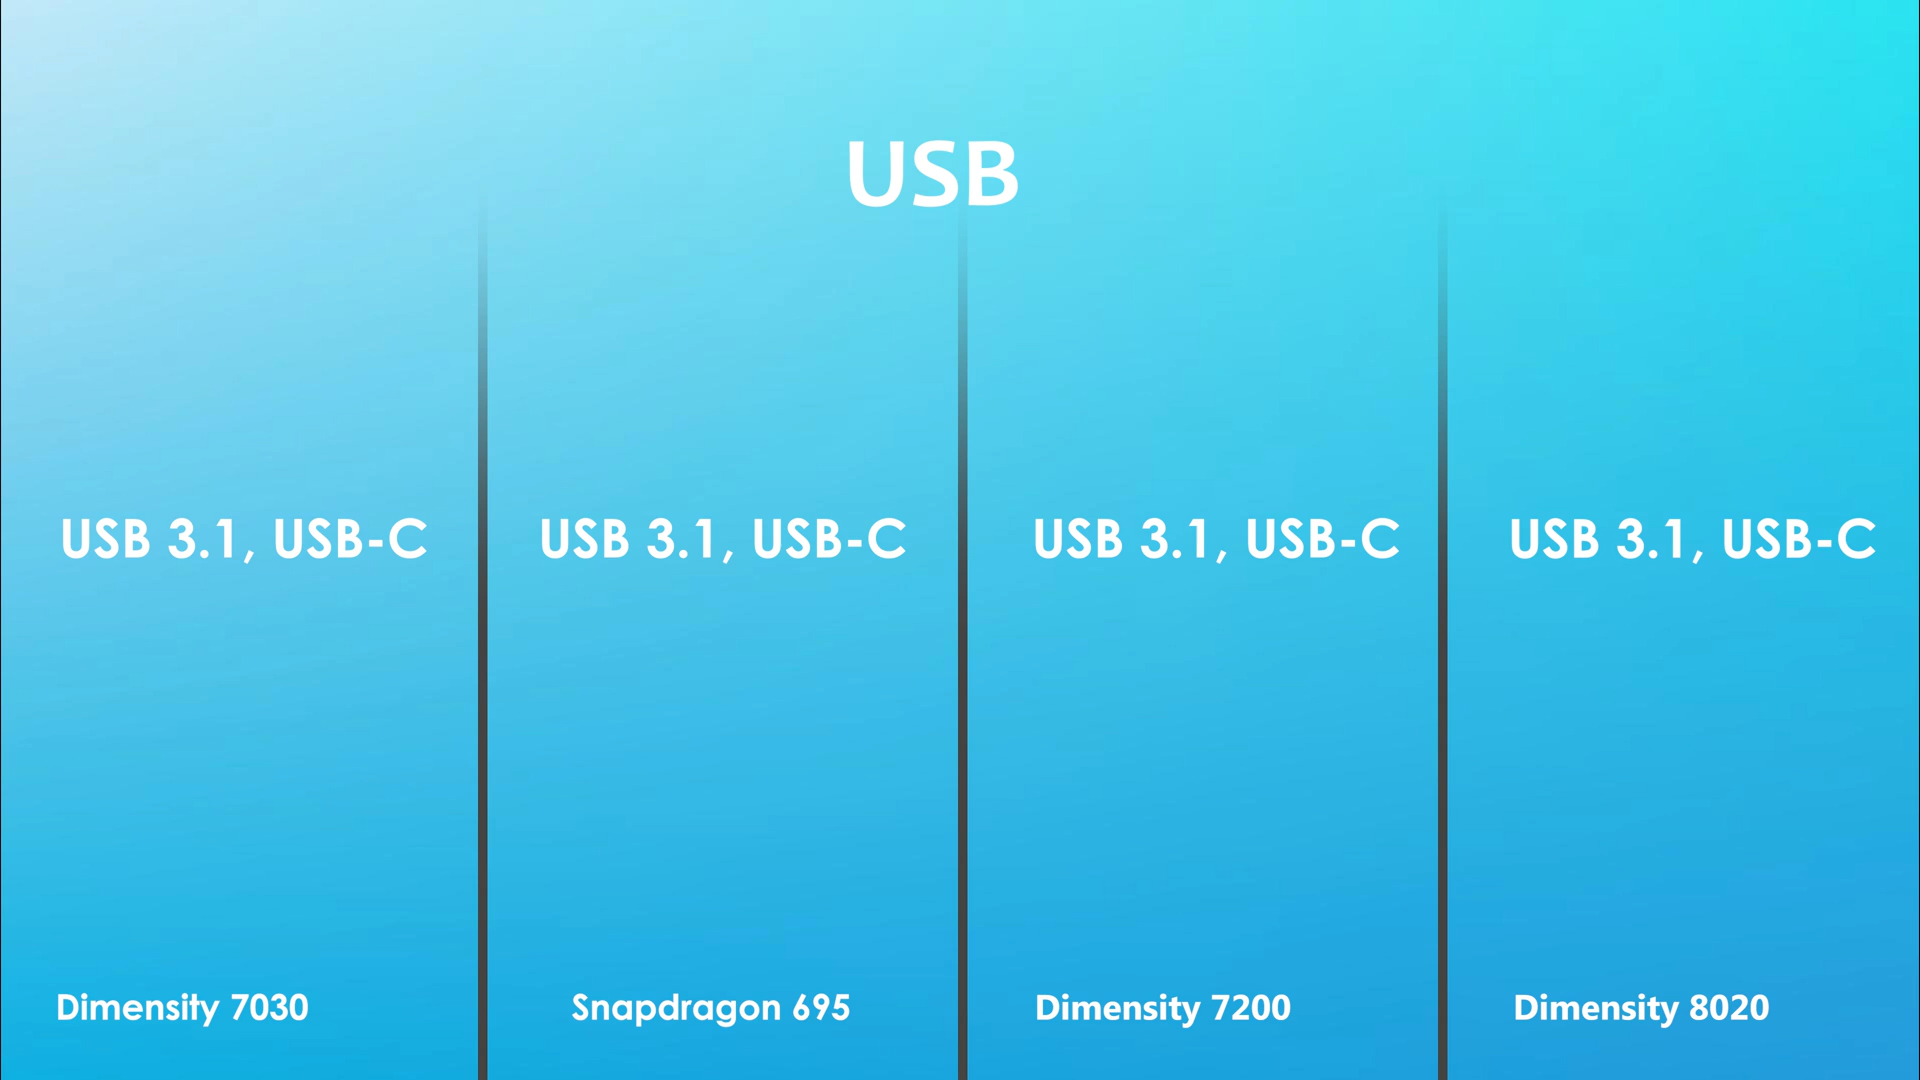 USB
USB 3.1, USB-C
USB 3.1, USB-C
USB 3.1, USB-C
USB 3.1, USB-C
Dimensity 7030
Snapdragon 695
Dimensity 7200
Dimensity 8020